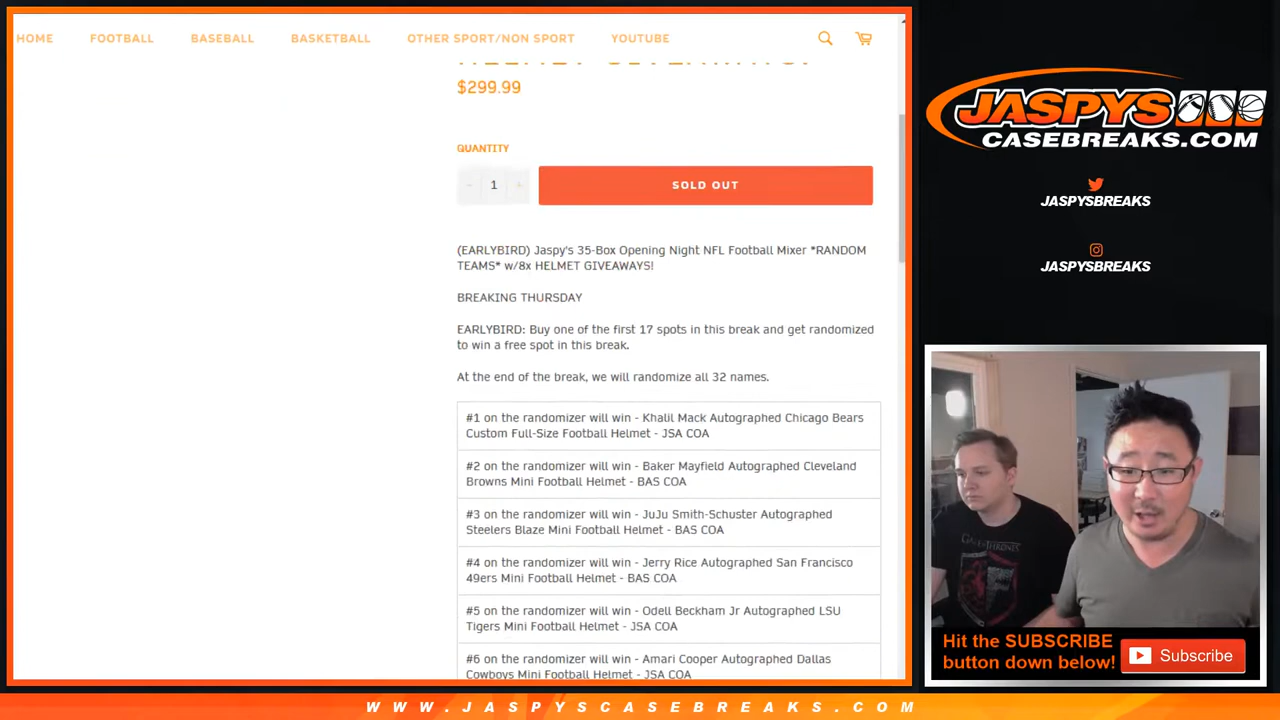 HOME FOOTBALL BASEBALL BASKETBALL OTHER SPORT/NON SPORT YOUTUBE
$299.99
QUANTITY
- 1 + SOLD OUT
(EARLYBIRD) Jaspy's 35-Box Opening Night NFL Football Mixer *RANDOM
TEAMS* w/8x HELMET GIVEAWAYS!
BREAKING THURSDAY
EARLYBIRD: Buy one of the first 17 spots in this break and get randomized
to win a free spot in this break.
At the end of the break, we will randomize all 32 names.
#1 on the randomizer will win - Khalil Mack Autographed Chicago Bears
Custom Full-Size Football Helmet - JSA COA
#2 on the randomizer will win - Baker Mayfield Autographed Cleveland
Browns Mini Football Helmet - BAS COA
#3 on the randomizer will win - JuJu Smith-Schuster Autographed
Steelers Blaze Mini Football Helmet - BAS COA
#4 on the randomizer will win - Jerry Rice Autographed San Francisco
49ers Mini Football Helmet - BAS COA
#5 on the randomizer will win - Odell Beckham Jr Autographed LSU
Tigers Mini Football Helmet - JSA COA
#6 on the randomizer will win - Amari Cooper Autographed Dallas
Cowboys Mini Football Helmet - JSA COA
JASPYS
CASEBREAKS.COM
JASPYSBREAKS
JASPYSBREAKS
GAME OF THRONES
Hit the SUBSCRIBE
button down below!
Subscribe
WWW.JASPYSCASEBREAKS.COM